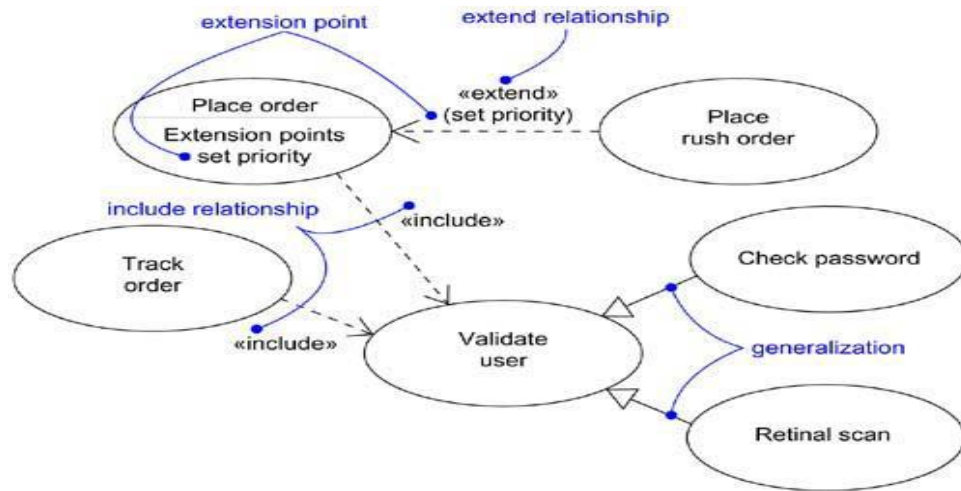 extension point
extend relationship
«extend»
(set priority)
Place order
Extension points
set priority
Place
rush order
include relationship
«include»
Track
order
«include»
Check password
Validate
user
generalization
Retinal scan